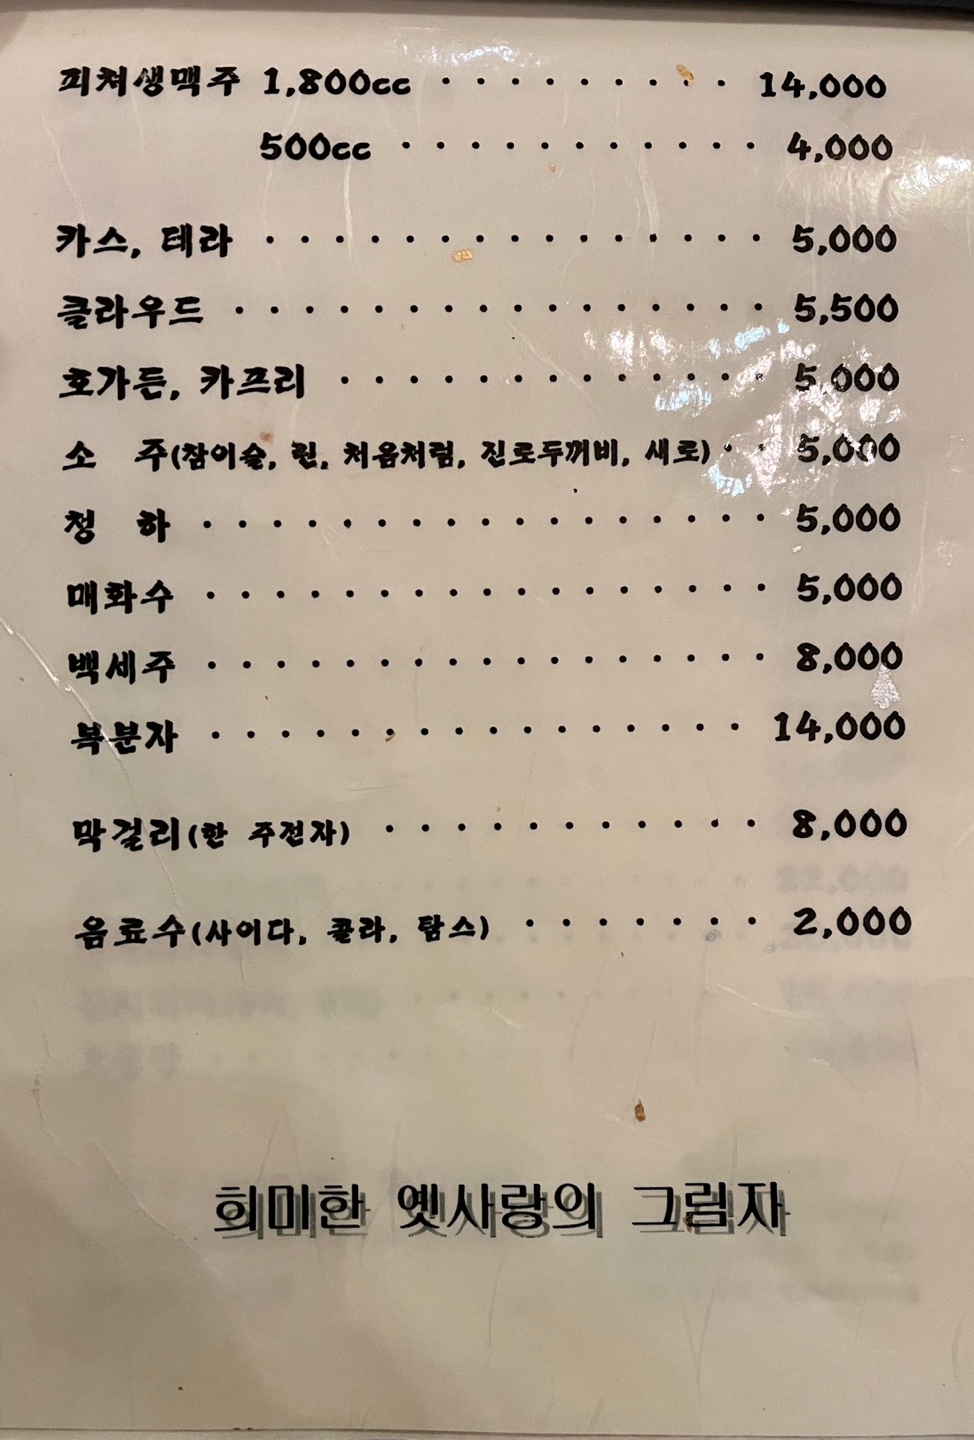 피쳐생맥주 1,800cc · · · · · · · · · 14,000
500cc · · · · · · · · · · · 4,000
카스, 테라 · · · · · · · · · · · · · · · 5,000
클라우드 · · · · · · · · · · · · · · · · 5,500
호가든, 카프리 · · · · · · · · · · · · · 5,000
소 주(참이슬, 린, 처음처럼, 진로두꺼비, 새로) · · 5,000
청 하 · · · · · · · · · · · · · · · · · 5,000
매화수 · · · · · · · · · · · · · · · · · 5,000
백세주 · · · · · · · · · · · · · · · · · 8,000
복분자 · · · · · · · · · · · · · · · · 14,000
막걸리(한 주전자) · · · · · · · · · · · 8,000
음료수(사이다, 콜라, 탐스) · · · · · · · 2,000
희미한 옛사랑의 그림자